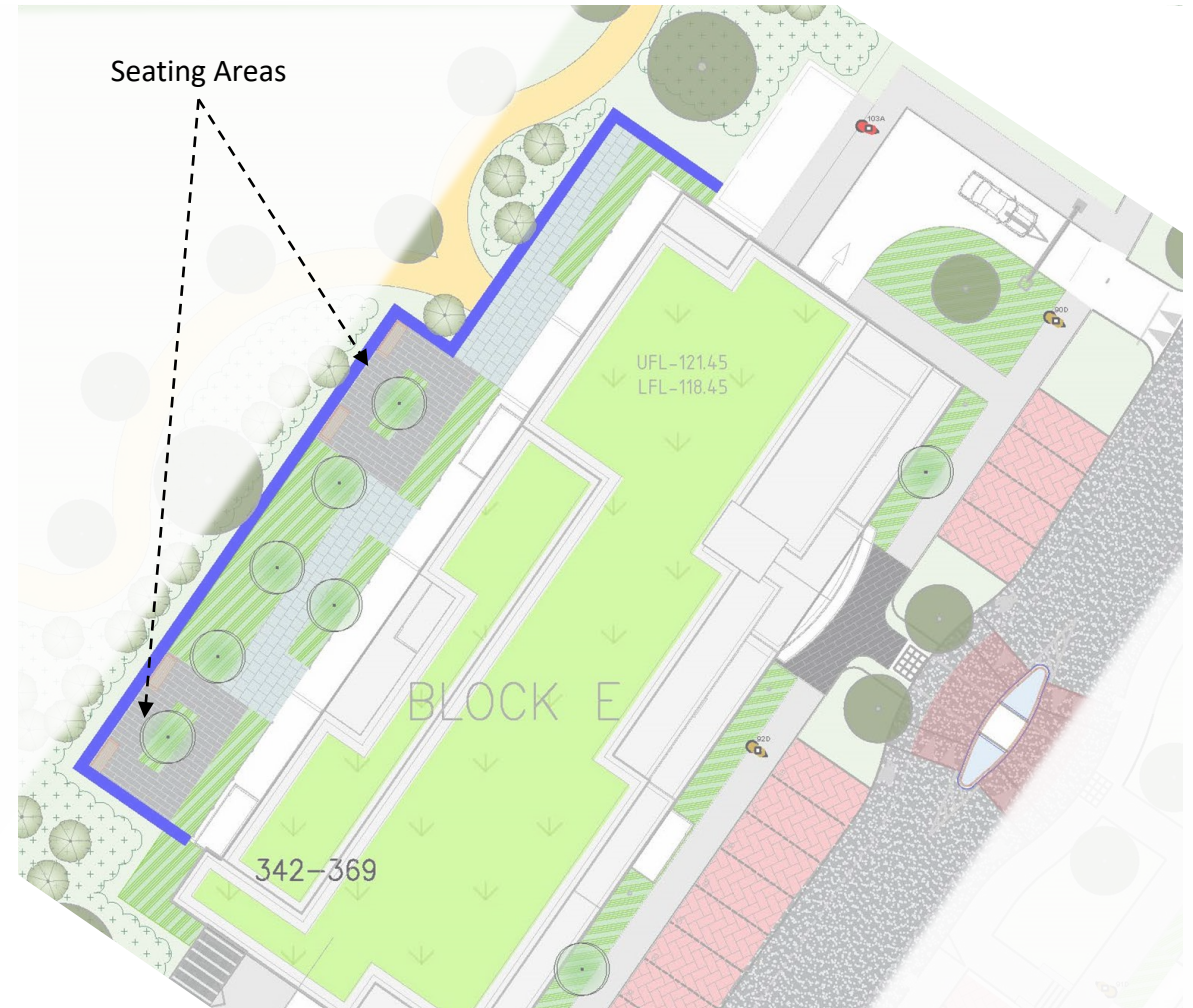 Seating Areas
103A
90D
UFL-121.45
LFL-118.45
BLOCK E
92D
342-369